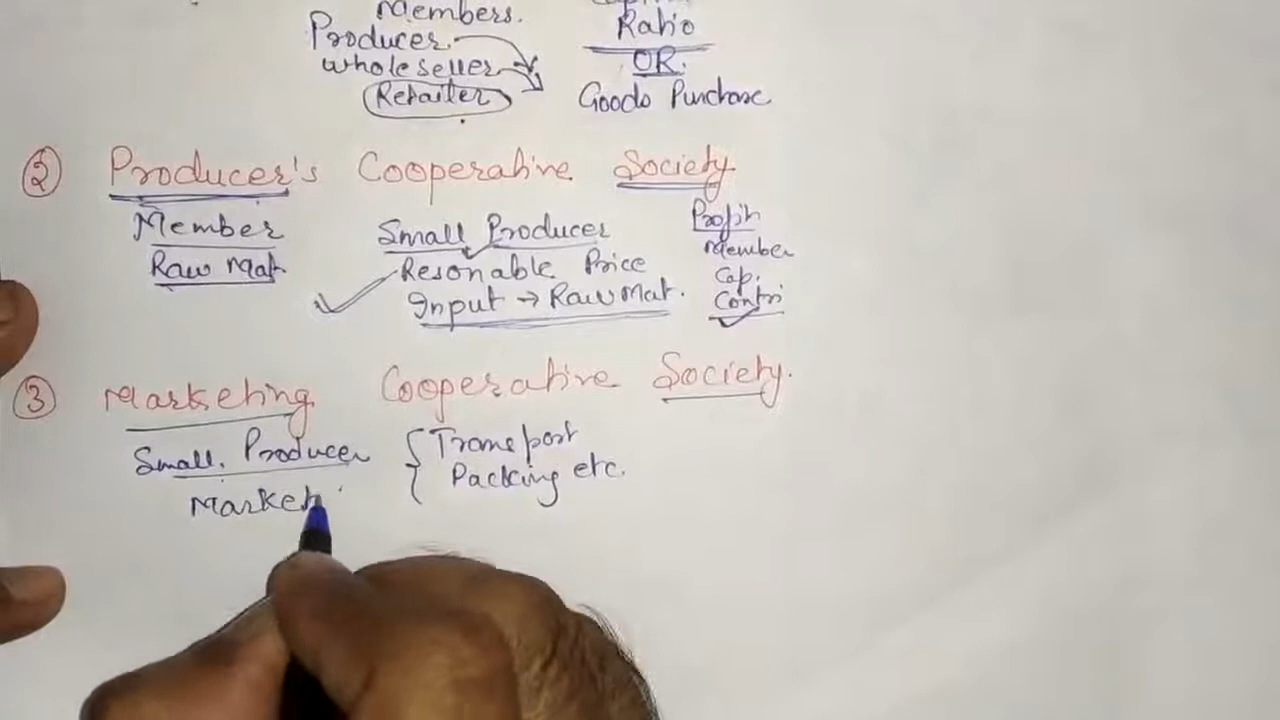 Members.
Producer
wholeseller
Retailer
Ratio
OR
Goods Purchase
② Producer's Cooperative Society
Member
Raw Mat.
Small Producer
Resonable Price
Input → Raw Mat.
Profit
Member
Cap.
Contri
③ Marketing Cooperative Society.
Small. Producer
Market
{ Transport
Packing etc.